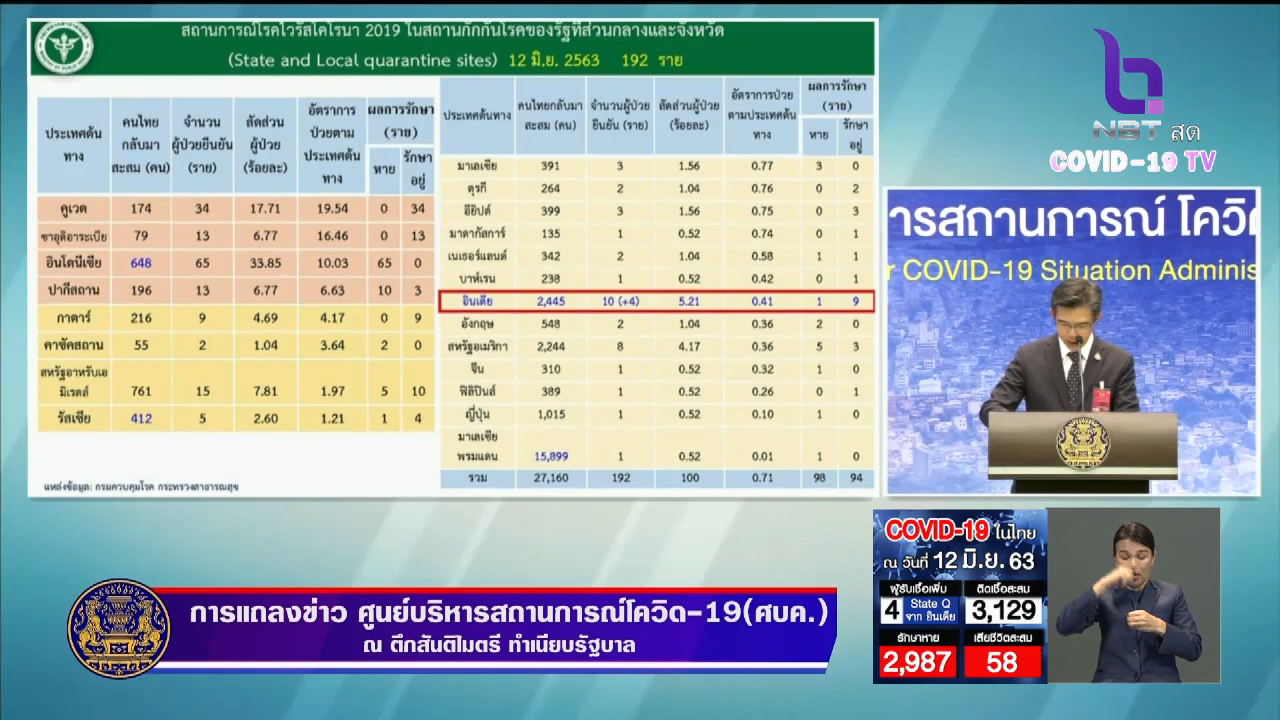 สถานการณ์โรคไวรัสโคโรนา 2019 ในสถานกักกันโรคของรัฐที่ส่วนกลางและจังหวัด
(State and Local quarantine sites) 12 มิ.ย. 2563 192 ราย
ประเทศต้นทาง คนไทยกลับมาสะสม (คน) จำนวนผู้ป่วยยืนยัน (ราย) สัดส่วนผู้ป่วย (ร้อยละ) อัตราการป่วยตามประเทศต้นทาง ผลการรักษา (ราย) หาย รักษาอยู่
คูเวต 174 34 17.71 19.54 0 34
ซาอุดิอาระเบีย 79 13 6.77 16.46 0 13
อินโดนีเซีย 648 65 33.85 10.03 65 0
ปากีสถาน 196 13 6.77 6.63 10 3
กาตาร์ 216 9 4.69 4.17 0 9
คาซัคสถาน 55 2 1.04 3.64 2 0
สหรัฐอาหรับเอมิเรตส์ 761 15 7.81 1.97 5 10
รัสเซีย 412 5 2.60 1.21 1 4
แหล่งข้อมูล: กรมควบคุมโรค กระทรวงสาธารณสุข
ประเทศต้นทาง คนไทยกลับมาสะสม (คน) จำนวนผู้ป่วยยืนยัน (ราย) สัดส่วนผู้ป่วย (ร้อยละ) อัตราการป่วยตามประเทศต้นทาง ผลการรักษา (ราย) หาย รักษาอยู่
มาเลเซีย 391 3 1.56 0.77 3 0
ตุรกี 264 2 1.04 0.76 0 2
อียิปต์ 399 3 1.56 0.75 0 3
มาดากัสการ์ 135 1 0.52 0.74 0 1
เนเธอร์แลนด์ 342 2 1.04 0.58 1 1
บาห์เรน 238 1 0.52 0.42 0 1
อินเดีย 2,445 10 (+4) 5.21 0.41 1 9
อังกฤษ 548 2 1.04 0.36 2 0
สหรัฐอเมริกา 2,244 8 4.17 0.36 5 3
จีน 310 1 0.52 0.32 1 0
ฟิลิปปินส์ 389 1 0.52 0.26 0 1
ญี่ปุ่น 1,015 1 0.52 0.10 1 0
มาเลเซียพรมแดน 15,899 1 0.52 0.01 1 0
รวม 27,160 192 100 0.71 98 94
NBT สด
COVID-19 TV
ารสถานการณ์ โควิด
r COVID-19 Situation Adminis
COVID-19 ในไทย
ณ วันที่ 12 มิ.ย. 63
ผู้รับเชื้อเพิ่ม ติดเชื้อสะสม
4 State Q จาก อินเดีย 3,129
รักษาหาย เสียชีวิตสะสม
2,987 58
การแถลงข่าว ศูนย์บริหารสถานการณ์โควิด-19(ศบค.)
ณ ตึกสันติไมตรี ทำเนียบรัฐบาล